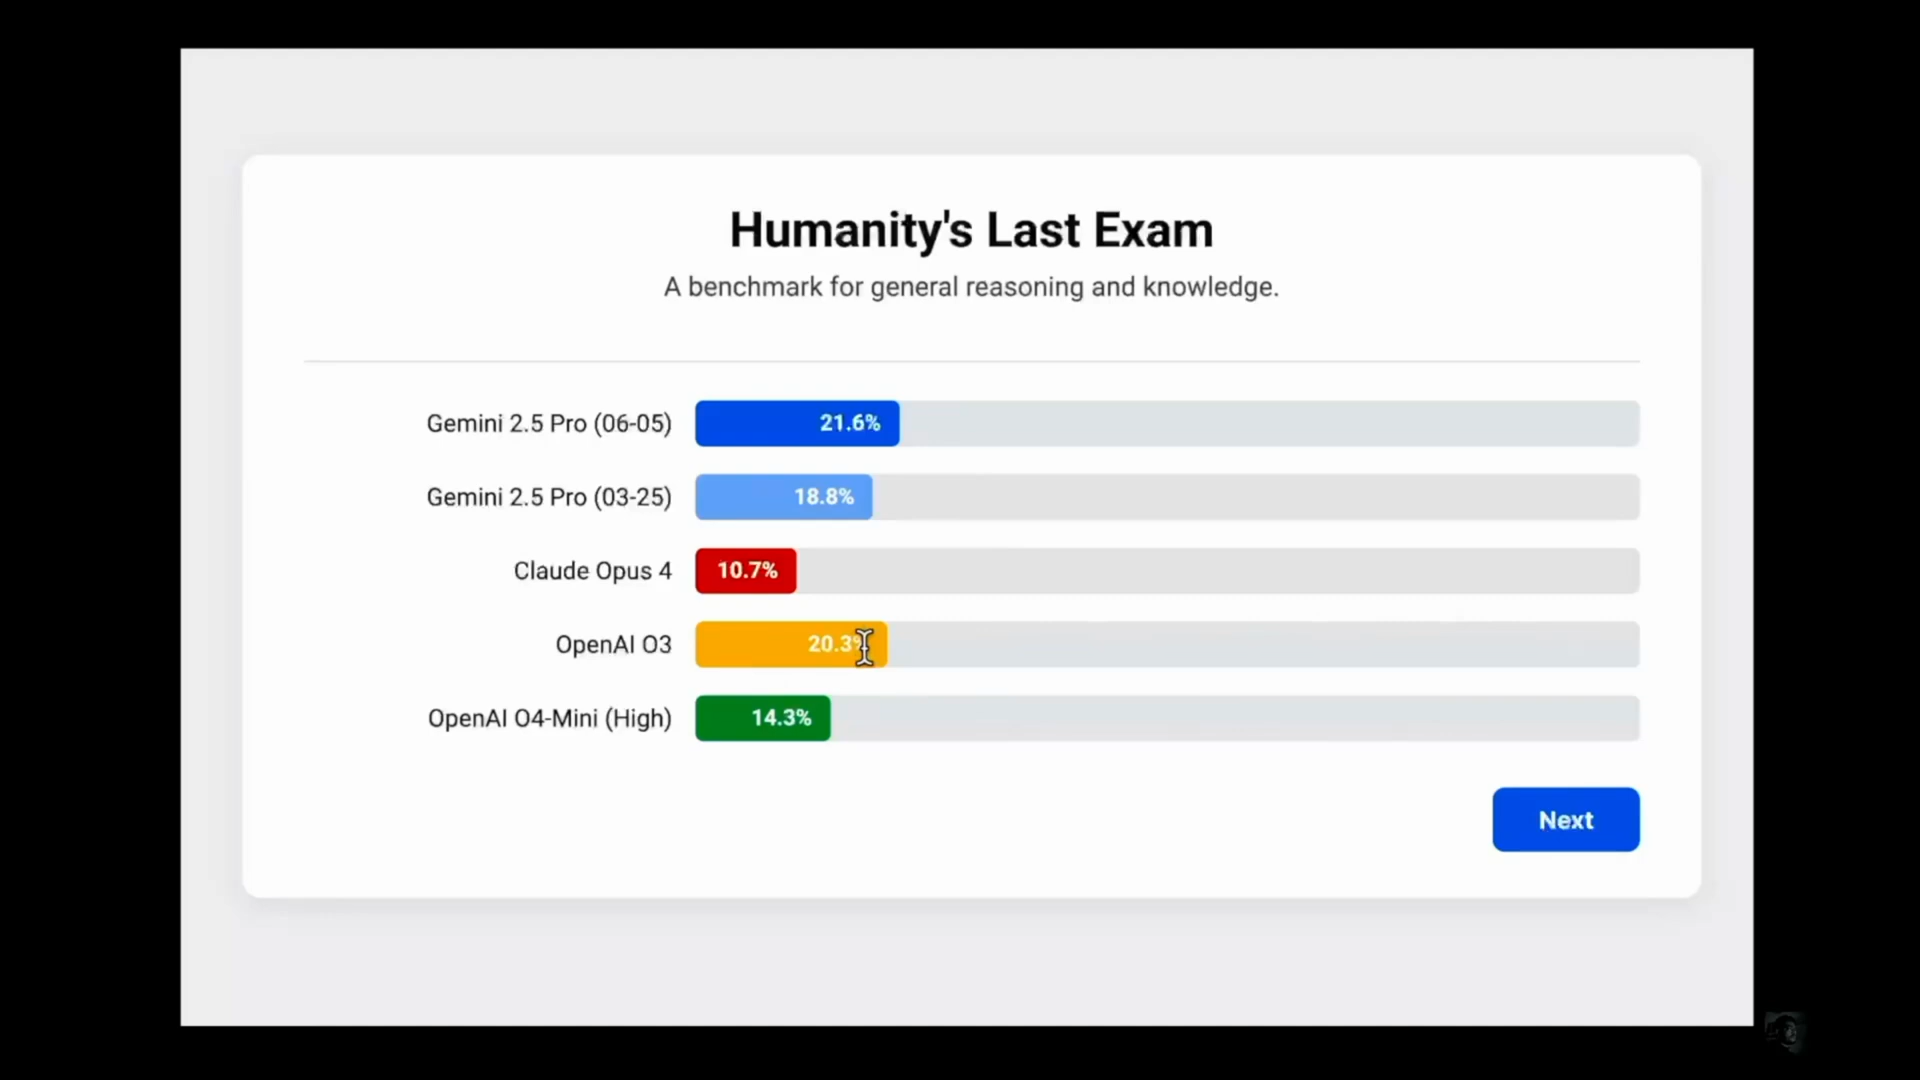 Humanity's Last Exam
A benchmark for general reasoning and knowledge.
Gemini 2.5 Pro (06-05) 21.6%
Gemini 2.5 Pro (03-25) 18.8%
Claude Opus 4 10.7%
OpenAI O3 20.3%
OpenAI O4-Mini (High) 14.3%
Next